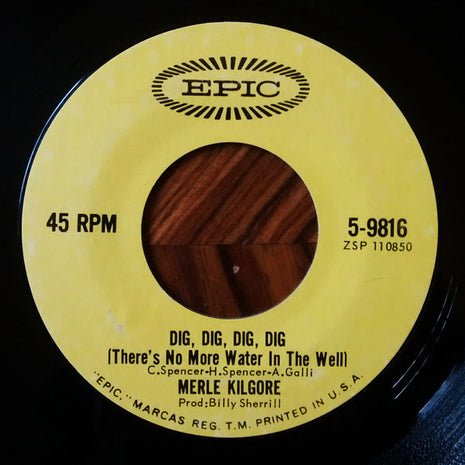 EPIC
45 RPM
5-9816
ZSP 110850
DIG, DIG, DIG, DIG
(There's No More Water In The Well)
C.Spencer-H.Spencer-A.Galli
MERLE KILGORE
Prod:Billy Sherrill
"EPIC," MARCAS REG. T.M. PRINTED IN U.S.A.